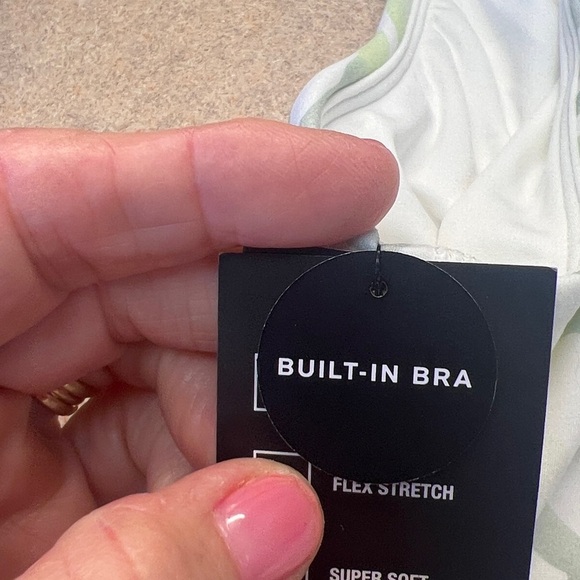 BUILT-IN BRA
FLEX STRETCH
SUPER SOFT